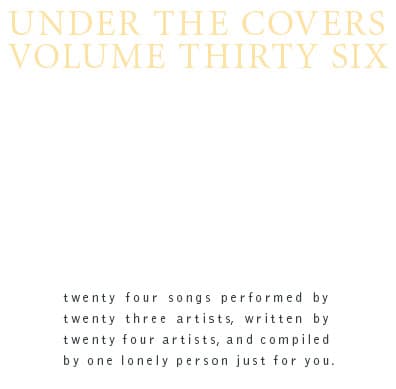 UNDER THE COVERS
VOLUME THIRTY SIX
twenty four songs performed by
twenty three artists, written by
twenty four artists, and compiled
by one lonely person just for you.